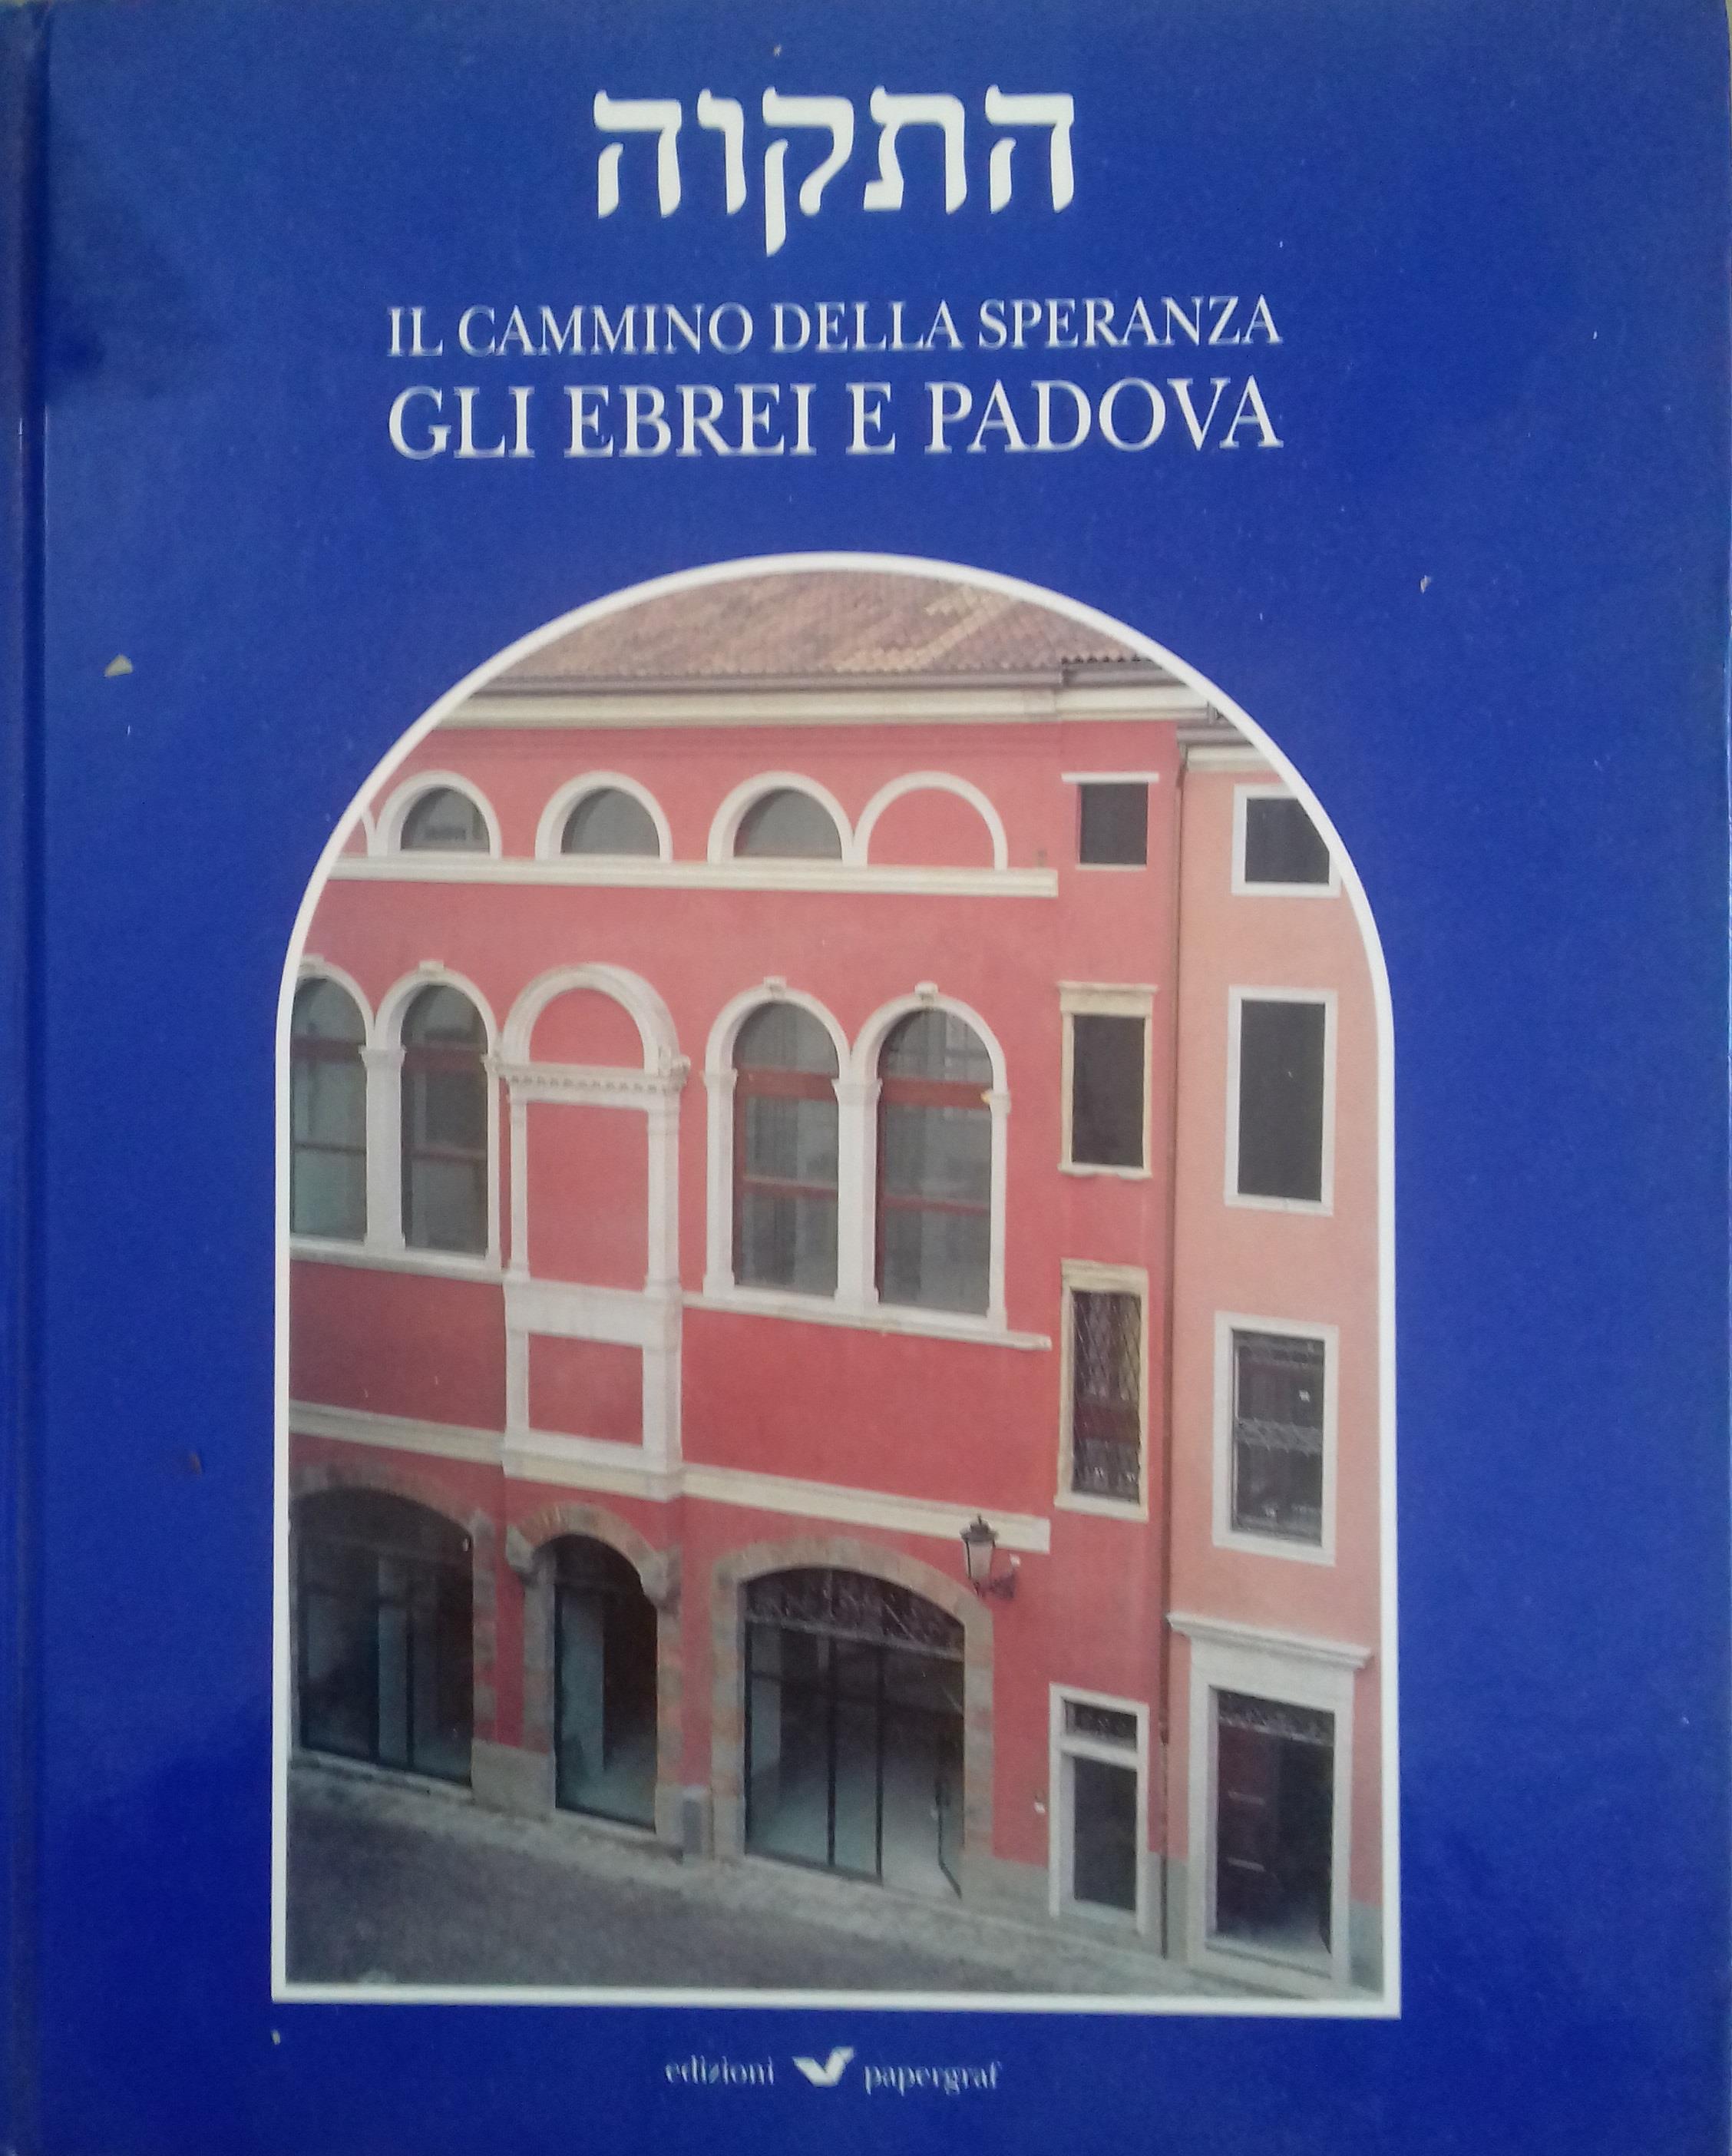 התקוה
IL CAMMINO DELLA SPERANZA
GLI EBREI E PADOVA
edizioni papergraf